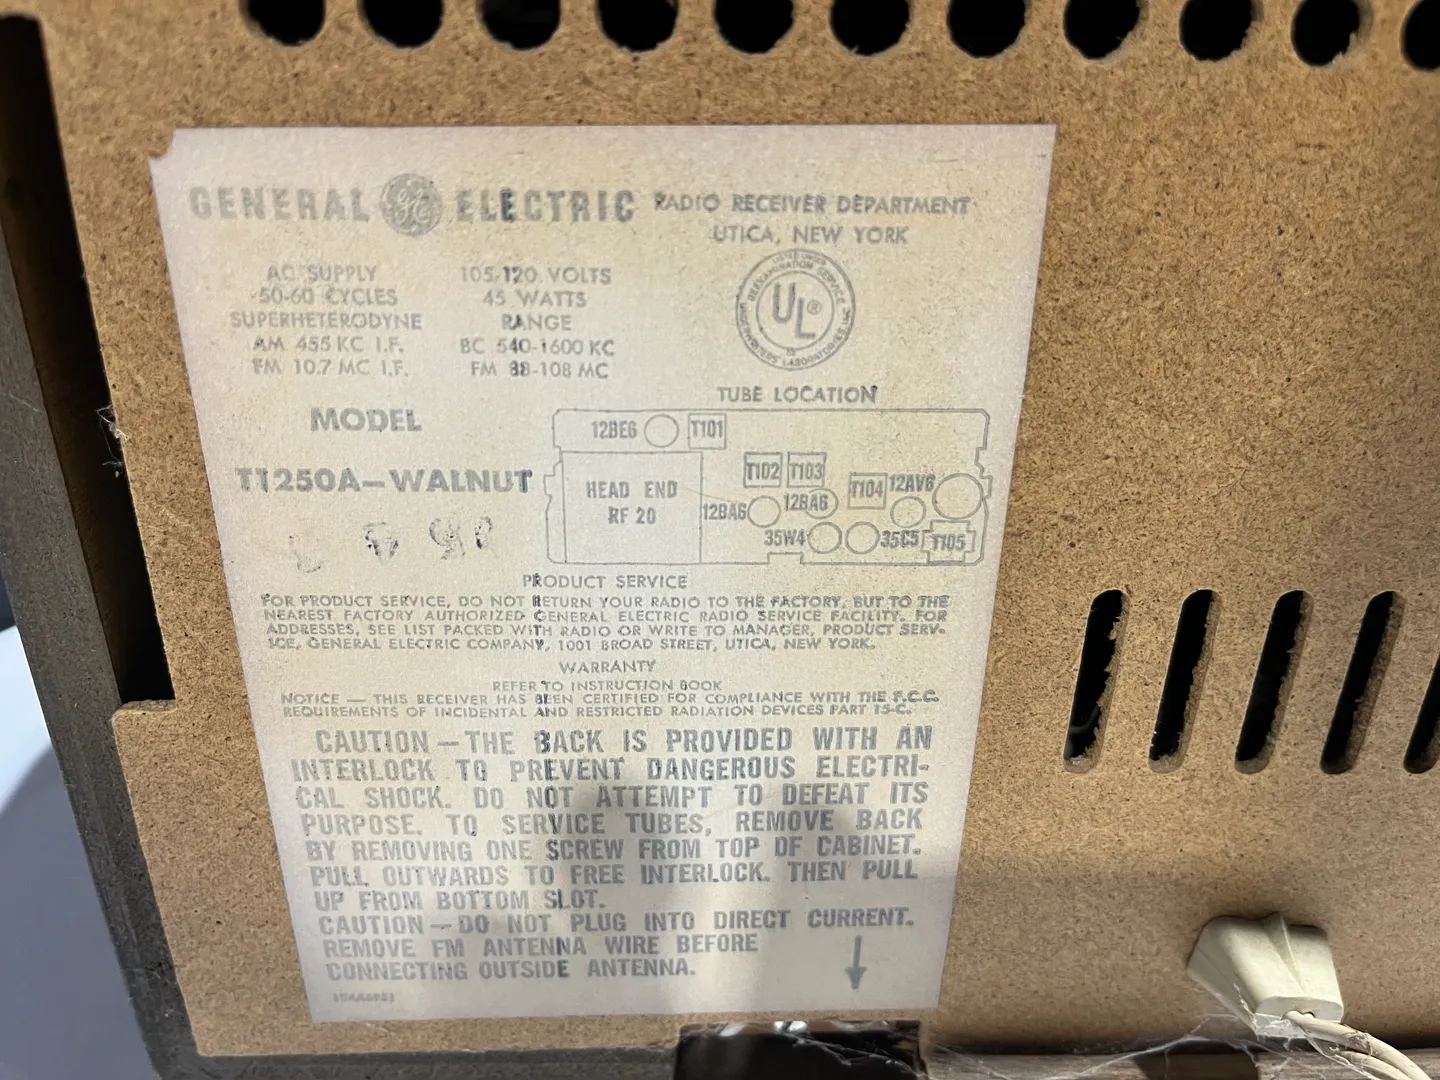 GENERAL GE ELECTRIC RADIO RECEIVER DEPARTMENT
UTICA, NEW YORK
AC SUPPLY 105-120 VOLTS
50-60 CYCLES 45 WATTS
SUPERHETERODYNE RANGE
AM 455 KC I.F. BC 540-1600 KC
FM 10.7 MC I.F. FM 88-108 MC
LISTED UNDER
REEXAMINATION SERVICE
UL®
UNDERWRITERS' LABORATORIES, INC.
MODEL
T1250A-WALNUT
TUBE LOCATION
12BE6 T101
T102 T103
T104 12AV6
HEAD END
RF 20
12BA6 12BA6
35W4 35C5 T105
PRODUCT SERVICE
FOR PRODUCT SERVICE, DO NOT RETURN YOUR RADIO TO THE FACTORY, BUT TO THE
NEAREST FACTORY AUTHORIZED GENERAL ELECTRIC RADIO SERVICE FACILITY. FOR
ADDRESSES, SEE LIST PACKED WITH RADIO OR WRITE TO MANAGER, PRODUCT SERV-
ICE, GENERAL ELECTRIC COMPANY, 1001 BROAD STREET, UTICA, NEW YORK.
WARRANTY
REFER TO INSTRUCTION BOOK
NOTICE — THIS RECEIVER HAS BEEN CERTIFIED FOR COMPLIANCE WITH THE F.C.C.
REQUIREMENTS OF INCIDENTAL AND RESTRICTED RADIATION DEVICES PART 15-C.
CAUTION — THE BACK IS PROVIDED WITH AN
INTERLOCK TO PREVENT DANGEROUS ELECTRI-
CAL SHOCK. DO NOT ATTEMPT TO DEFEAT ITS
PURPOSE. TO SERVICE TUBES, REMOVE BACK
BY REMOVING ONE SCREW FROM TOP OF CABINET.
PULL OUTWARDS TO FREE INTERLOCK. THEN PULL
UP FROM BOTTOM SLOT.
CAUTION — DO NOT PLUG INTO DIRECT CURRENT.
REMOVE FM ANTENNA WIRE BEFORE
CONNECTING OUTSIDE ANTENNA.